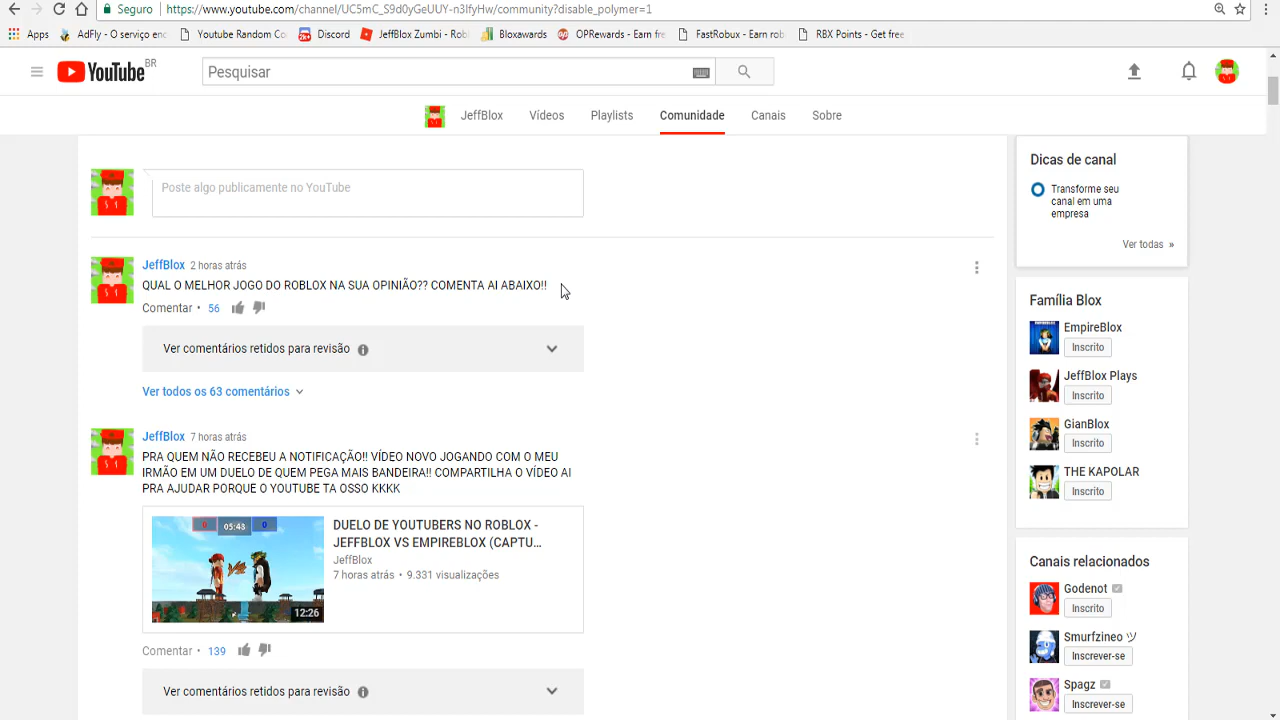 Seguro https://www.youtube.com/channel/UC5mC_S9d0yGeUUY-n3IfyHw/community?disable_polymer=1
Apps AdFly - O serviço enc Youtube Random Co Discord JeffBlox Zumbi - Rob Bloxawards OPRewards - Earn fre FastRobux - Earn rob RBX Points - Get free
YouTube BR Pesquisar
JeffBlox Vídeos Playlists Comunidade Canais Sobre
Poste algo publicamente no YouTube
JeffBlox 2 horas atrás
QUAL O MELHOR JOGO DO ROBLOX NA SUA OPINIÃO?? COMENTA AI ABAIXO!!
Comentar • 56
Ver comentários retidos para revisão
Ver todos os 63 comentários
JeffBlox 7 horas atrás
PRA QUEM NÃO RECEBEU A NOTIFICAÇÃO!! VÍDEO NOVO JOGANDO COM O MEU
IRMÃO EM UM DUELO DE QUEM PEGA MAIS BANDEIRA!! COMPARTILHA O VÍDEO AI
PRA AJUDAR PORQUE O YOUTUBE TA OSSO KKKK
0 05:43 0
12:26
DUELO DE YOUTUBERS NO ROBLOX -
JEFFBLOX VS EMPIREBLOX (CAPTU...
JeffBlox
7 horas atrás • 9.331 visualizações
Comentar • 139
Ver comentários retidos para revisão
Dicas de canal
Transforme seu
canal em uma
empresa
Ver todas »
Família Blox
EmpireBlox
Inscrito
JeffBlox Plays
Inscrito
GianBlox
Inscrito
THE KAPOLAR
Inscrito
Canais relacionados
Godenot
Inscrito
Smurfzineo ツ
Inscrever-se
Spagz
Inscrever-se